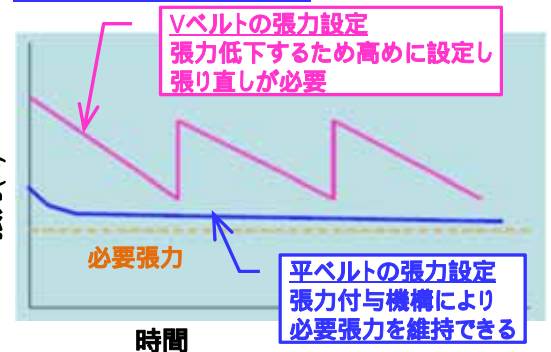 Vベルトの張力設定
張力低下するため高めに設定し
張り直しが必要
必要張力
平ベルトの張力設定
張力付与機構により
必要張力を維持できる
時間